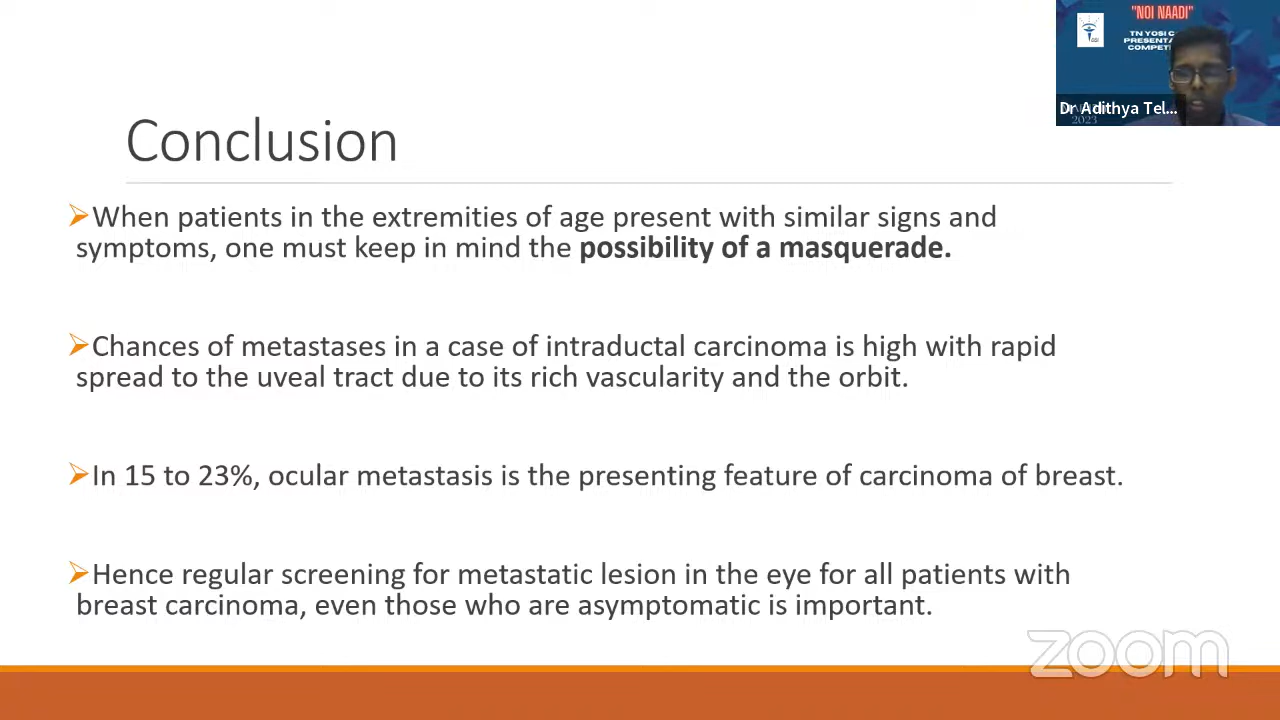 "NOI NAADI"
TN YOSI C
PRESENTA
COMPET
Dr Adithya Tel...
2023
Conclusion
When patients in the extremities of age present with similar signs and
symptoms, one must keep in mind the possibility of a masquerade.
Chances of metastases in a case of intraductal carcinoma is high with rapid
spread to the uveal tract due to its rich vascularity and the orbit.
In 15 to 23%, ocular metastasis is the presenting feature of carcinoma of breast.
Hence regular screening for metastatic lesion in the eye for all patients with
breast carcinoma, even those who are asymptomatic is important.
zoom